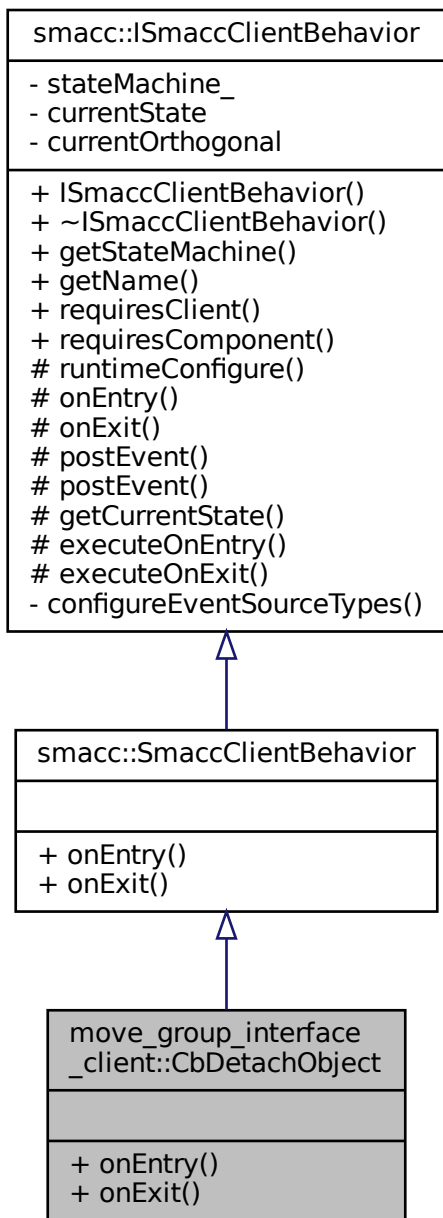 smacc::ISmaccClientBehavior
- stateMachine_
- currentState
- currentOrthogonal
+ ISmaccClientBehavior()
+ ~ISmaccClientBehavior()
+ getStateMachine()
+ getName()
+ requiresClient()
+ requiresComponent()
# runtimeConfigure()
# onEntry()
# onExit()
# postEvent()
# postEvent()
# getCurrentState()
# executeOnEntry()
# executeOnExit()
- configureEventSourceTypes()
smacc::SmaccClientBehavior
+ onEntry()
+ onExit()
move_group_interface
_client::CbDetachObject
+ onEntry()
+ onExit()